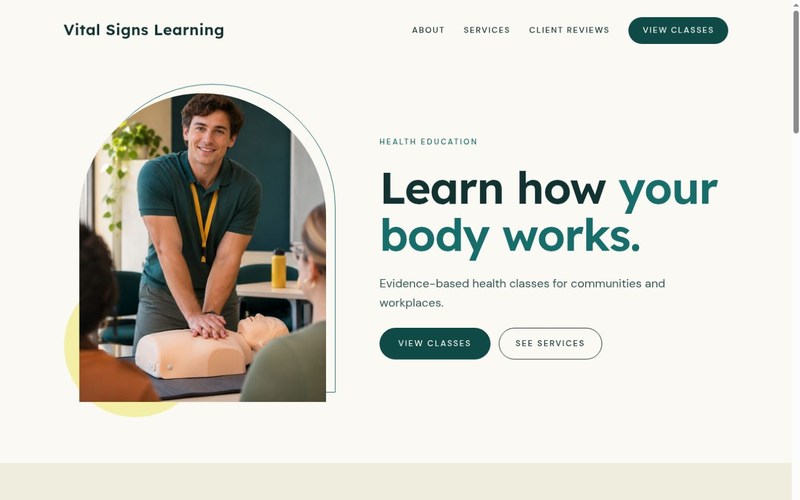 Vital Signs Learning
ABOUT SERVICES CLIENT REVIEWS VIEW CLASSES
HEALTH EDUCATION
Learn how your
body works.
Evidence-based health classes for communities and
workplaces.
VIEW CLASSES SEE SERVICES